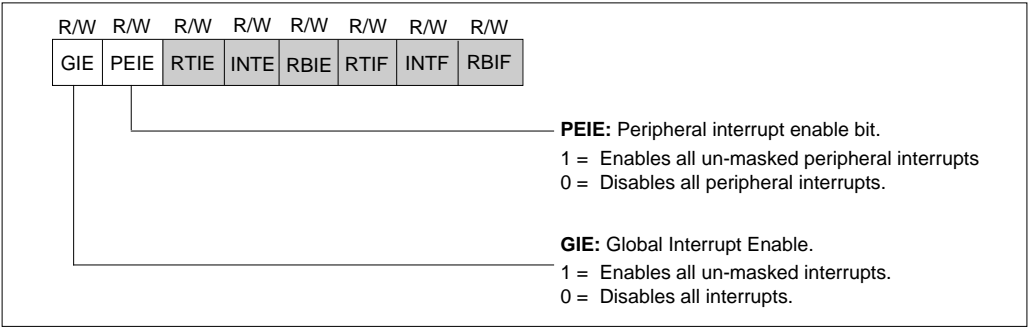 R/W R/W R/W R/W R/W R/W R/W R/W
GIE PEIE RTIE INTE RBIE RTIF INTF RBIF
PEIE: Peripheral interrupt enable bit.
1 = Enables all un-masked peripheral interrupts
0 = Disables all peripheral interrupts.
GIE: Global Interrupt Enable.
1 = Enables all un-masked interrupts.
0 = Disables all interrupts.